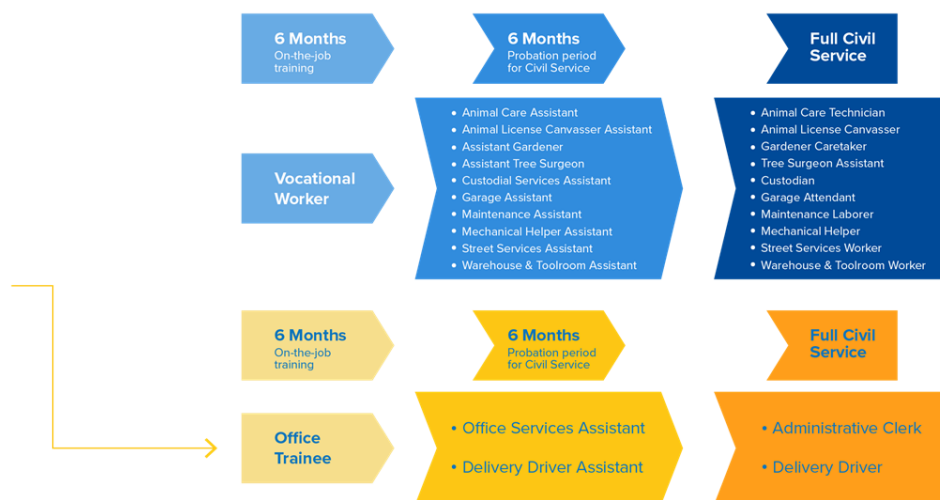 6 Months
On-the-job
training
6 Months
Probation period
for Civil Service
Full Civil
Service
Vocational
Worker
• Animal Care Assistant
• Animal License Canvasser Assistant
• Assistant Gardener
• Assistant Tree Surgeon
• Custodial Services Assistant
• Garage Assistant
• Maintenance Assistant
• Mechanical Helper Assistant
• Street Services Assistant
• Warehouse & Toolroom Assistant
• Animal Care Technician
• Animal License Canvasser
• Gardener Caretaker
• Tree Surgeon Assistant
• Custodian
• Garage Attendant
• Maintenance Laborer
• Mechanical Helper
• Street Services Worker
• Warehouse & Toolroom Worker
6 Months
On-the-job
training
6 Months
Probation period
for Civil Service
Full Civil
Service
Office
Trainee
• Office Services Assistant
• Delivery Driver Assistant
• Administrative Clerk
• Delivery Driver